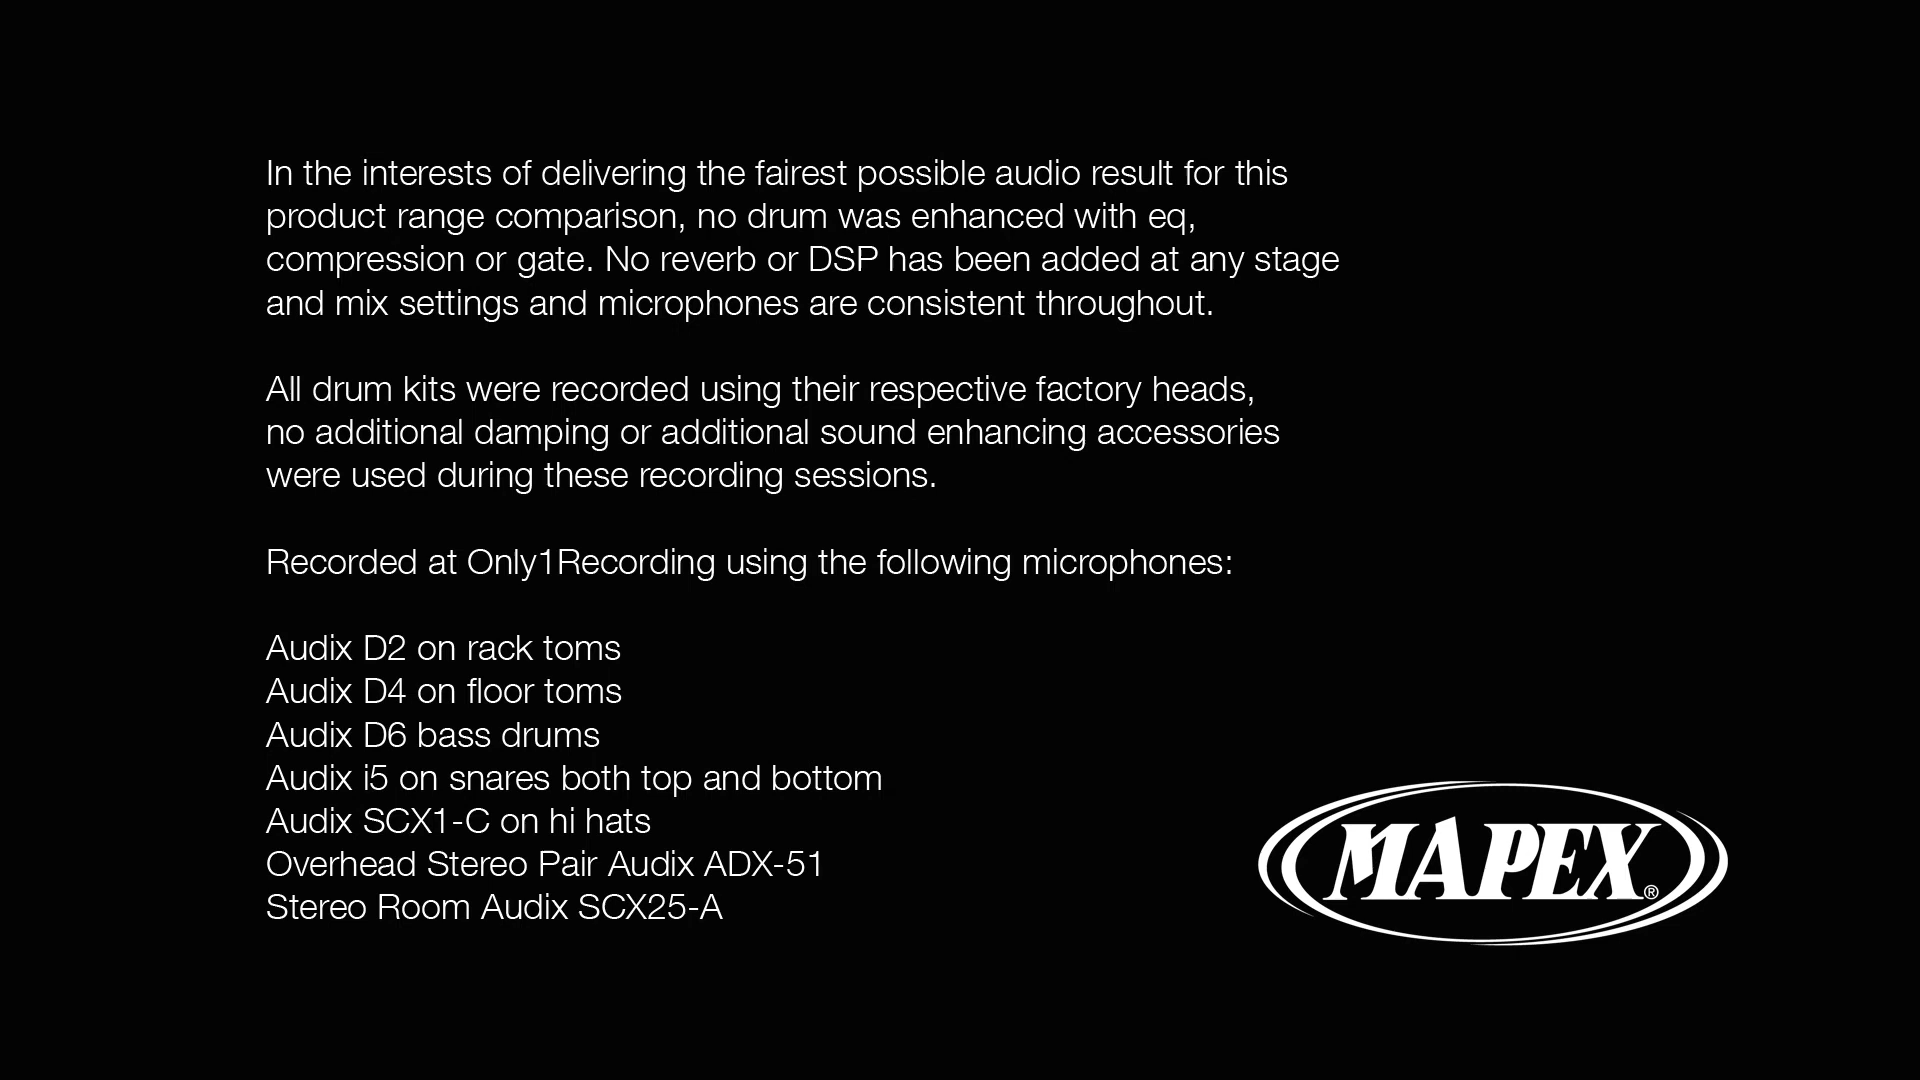 In the interests of delivering the fairest possible audio result for this
product range comparison, no drum was enhanced with eq,
compression or gate. No reverb or DSP has been added at any stage
and mix settings and microphones are consistent throughout.
All drum kits were recorded using their respective factory heads,
no additional damping or additional sound enhancing accessories
were used during these recording sessions.
Recorded at Only1Recording using the following microphones:
Audix D2 on rack toms
Audix D4 on floor toms
Audix D6 bass drums
Audix i5 on snares both top and bottom
Audix SCX1-C on hi hats
Overhead Stereo Pair Audix ADX-51
Stereo Room Audix SCX25-A
MAPEX®